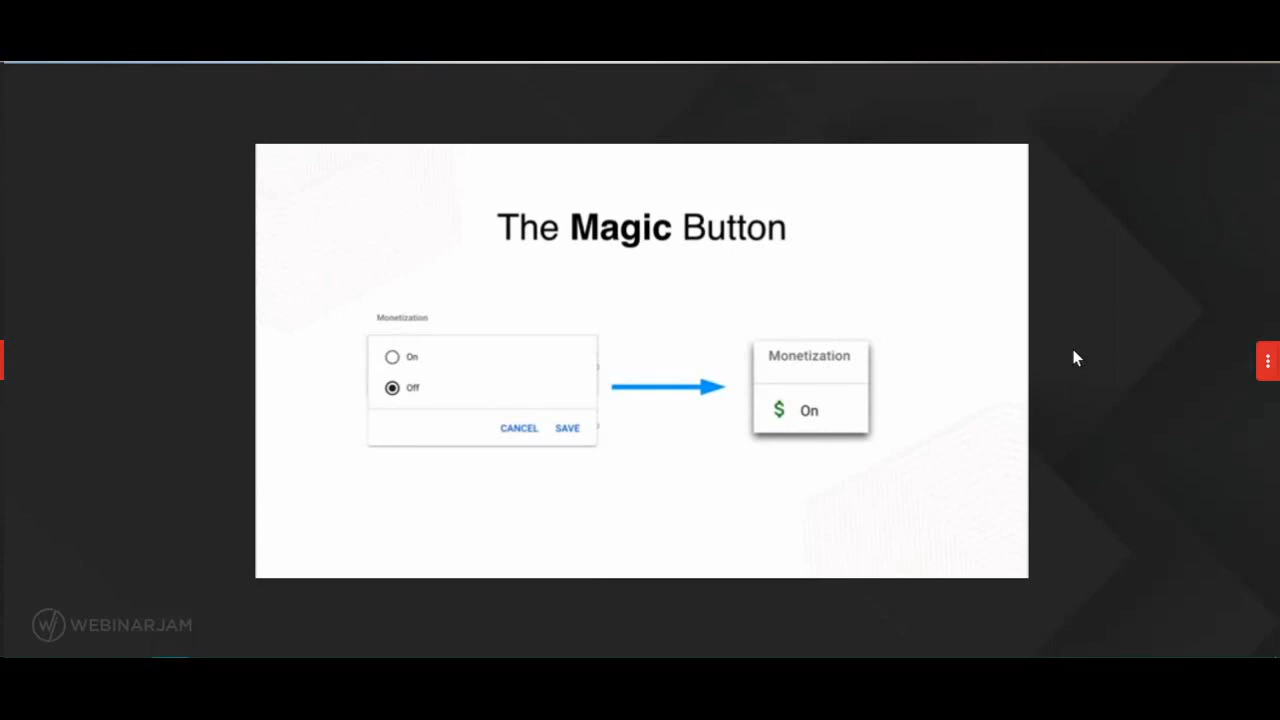 The Magic Button
Monetization
On
Off
CANCEL SAVE
Monetization
$ On
WEBINARJAM